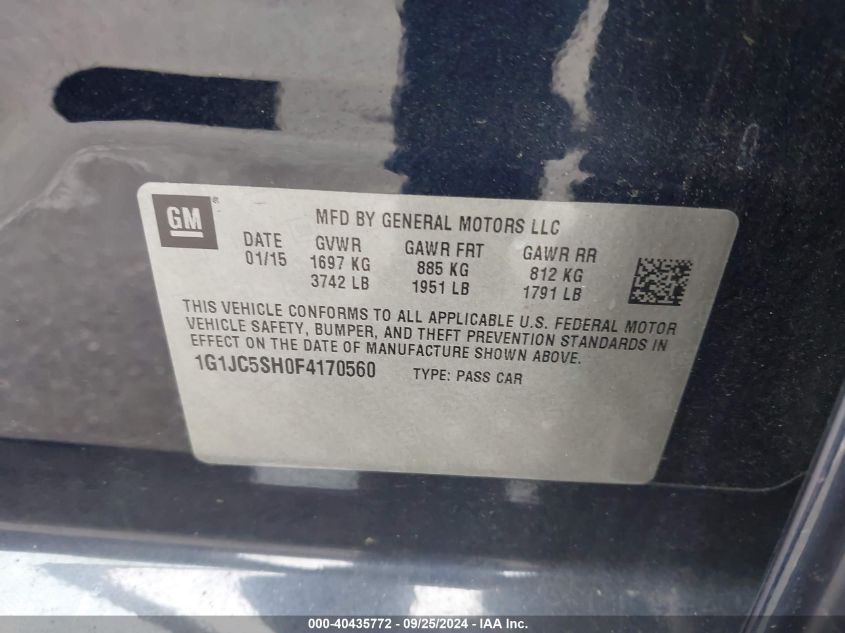 GM®
MFD BY GENERAL MOTORS LLC
DATE GVWR GAWR FRT GAWR RR
01/15 1697 KG 885 KG 812 KG
3742 LB 1951 LB 1791 LB
THIS VEHICLE CONFORMS TO ALL APPLICABLE U.S. FEDERAL MOTOR
VEHICLE SAFETY, BUMPER, AND THEFT PREVENTION STANDARDS IN
EFFECT ON THE DATE OF MANUFACTURE SHOWN ABOVE.
1G1JC5SH0F4170560 TYPE: PASS CAR
000-40435772 - 09/25/2024 - IAA Inc.